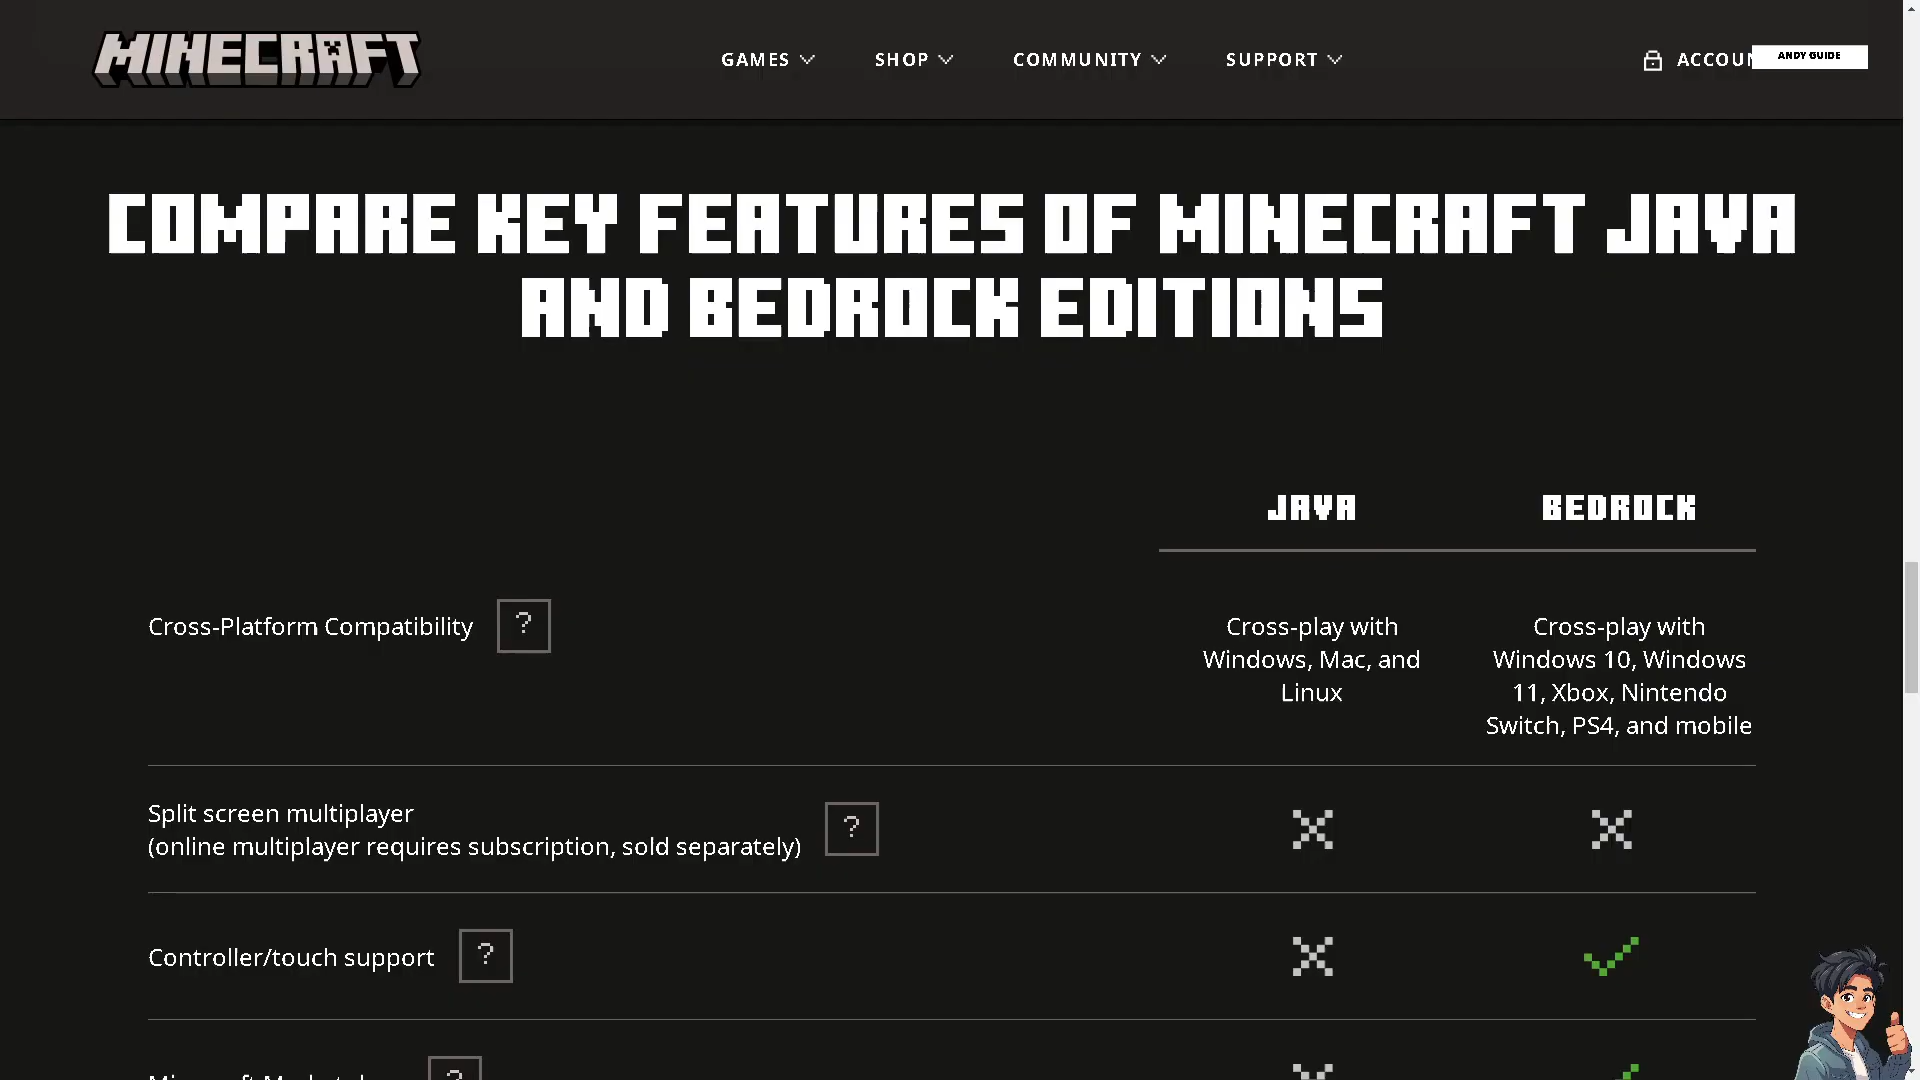 MINECRAFT
GAMES
SHOP
COMMUNITY
SUPPORT
ANDY GUIDE
COMPARE KEY FEATURES OF MINECRAFT JAVA
AND BEDROCK EDITIONS
JAVA
BEDROCK
Cross-Platform Compatibility
?
Cross-play with
Windows, Mac, and
Linux
Cross-play with
Windows 10, Windows
11, Xbox, Nintendo
Switch, PS4, and mobile
Split screen multiplayer
(online multiplayer requires subscription, sold separately)
?
Controller/touch support
?
?